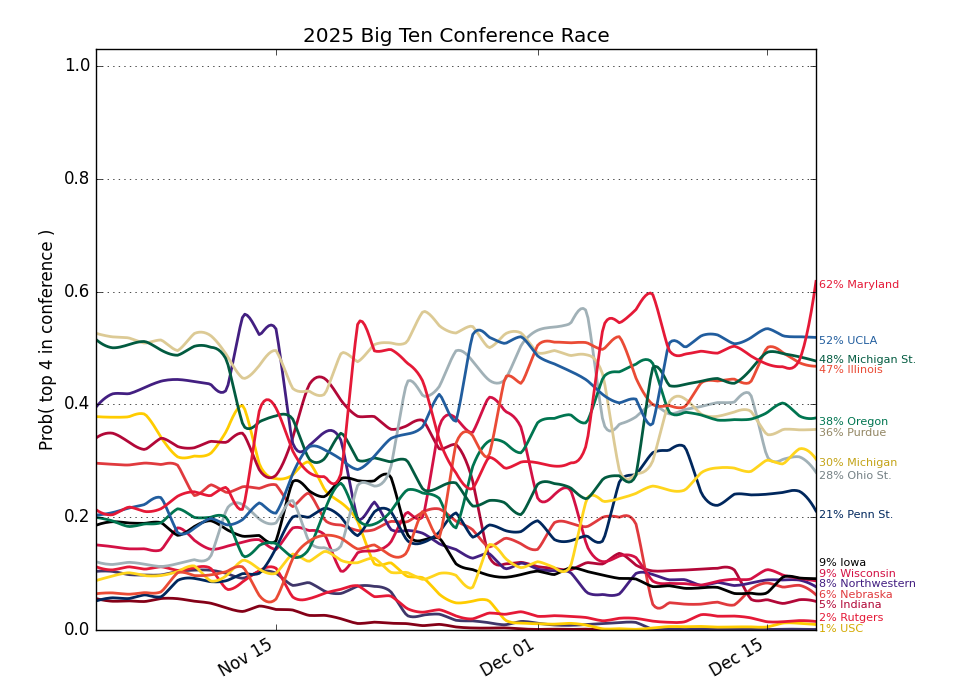 2025 Big Ten Conference Race
Prob( top 4 in conference )
1.0
0.8
0.6
0.4
0.2
0.0
Nov 15
Dec 01
Dec 15
62% Maryland
52% UCLA
48% Michigan St.
47% Illinois
38% Oregon
36% Purdue
30% Michigan
28% Ohio St.
21% Penn St.
9% Iowa
9% Wisconsin
8% Northwestern
6% Nebraska
5% Indiana
2% Rutgers
1% USC